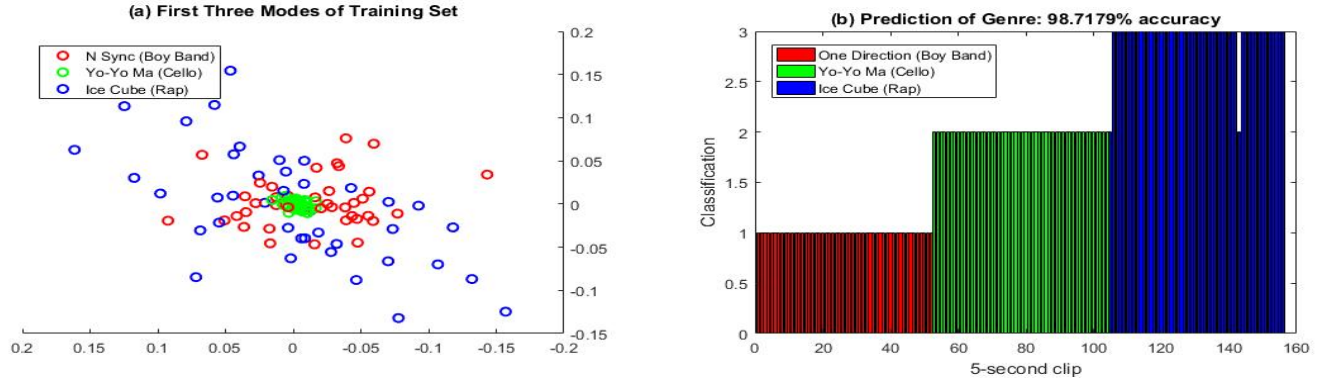 (a) First Three Modes of Training Set
N Sync (Boy Band)
Yo-Yo Ma (Cello)
Ice Cube (Rap)
0.2
0.15
0.1
0.05
0
-0.05
-0.1
-0.15
0.2 0.15 0.1 0.05 0 -0.05 -0.1 -0.15 -0.2
(b) Prediction of Genre: 98.7179% accuracy
One Direction (Boy Band)
Yo-Yo Ma (Cello)
Ice Cube (Rap)
Classification
3
2.5
2
1.5
1
0.5
0
0 20 40 60 80 100 120 140 160
5-second clip